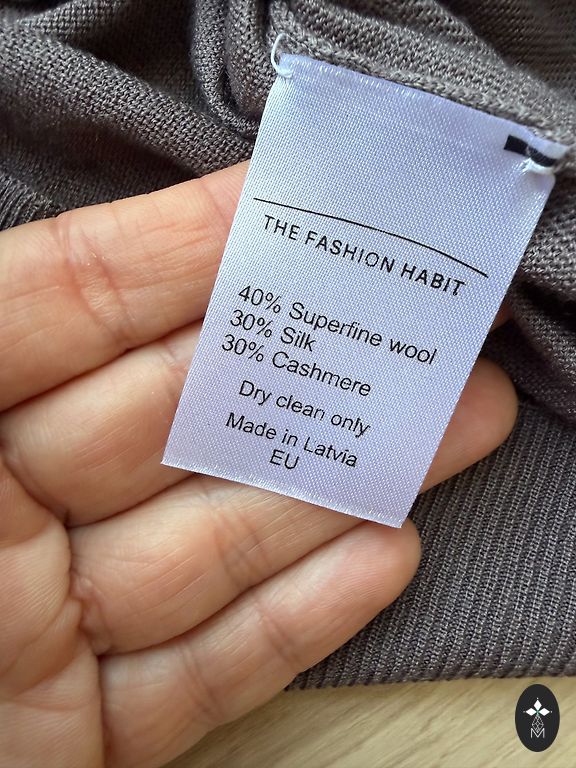 THE FASHION HABIT
40% Superfine wool
30% Silk
30% Cashmere
Dry clean only
Made in Latvia
EU